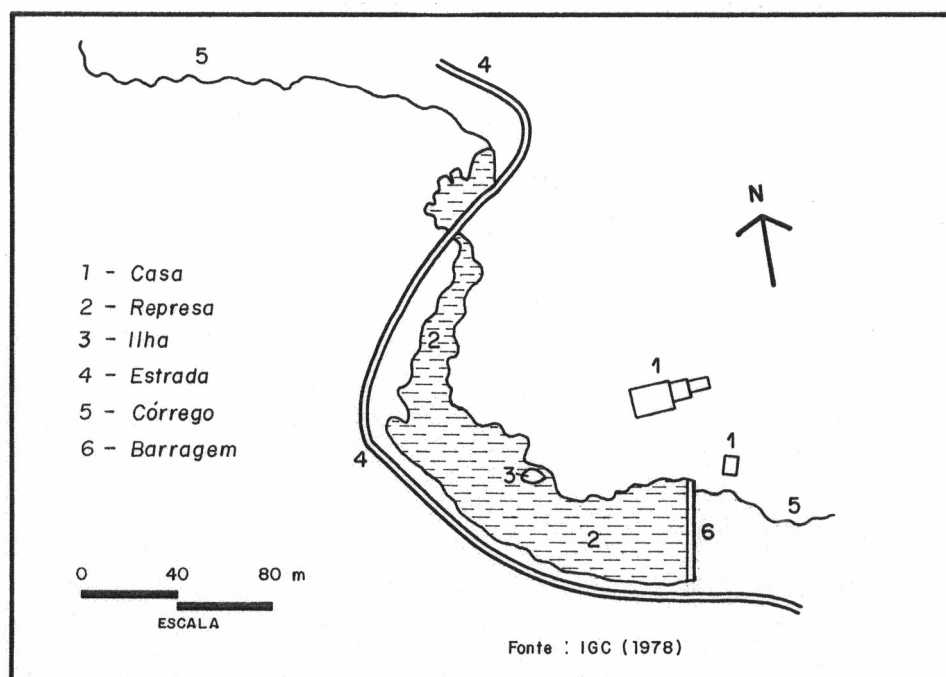 5
4
N
1 - Casa
2 - Represa
3 - Ilha
4 - Estrada
5 - Córrego
6 - Barragem
2
1
1
4
3
5
6
2
0 40 80 m
ESCALA
Fonte : IGC (1978)